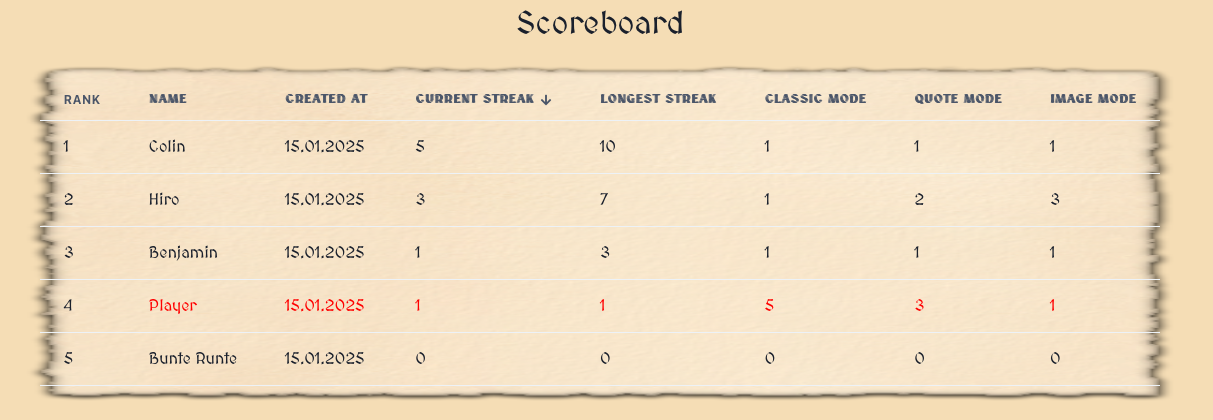 Scoreboard
RANK NAME CREATED AT CURRENT STREAK ↓ LONGEST STREAK CLASSIC MODE QUOTE MODE IMAGE MODE
1 Colin 15.01.2025 5 10 1 1 1
2 Hiro 15.01.2025 3 7 1 2 3
3 Benjamin 15.01.2025 1 3 1 1 1
4 Player 15.01.2025 1 1 5 3 1
5 Bunte Runte 15.01.2025 0 0 0 0 0